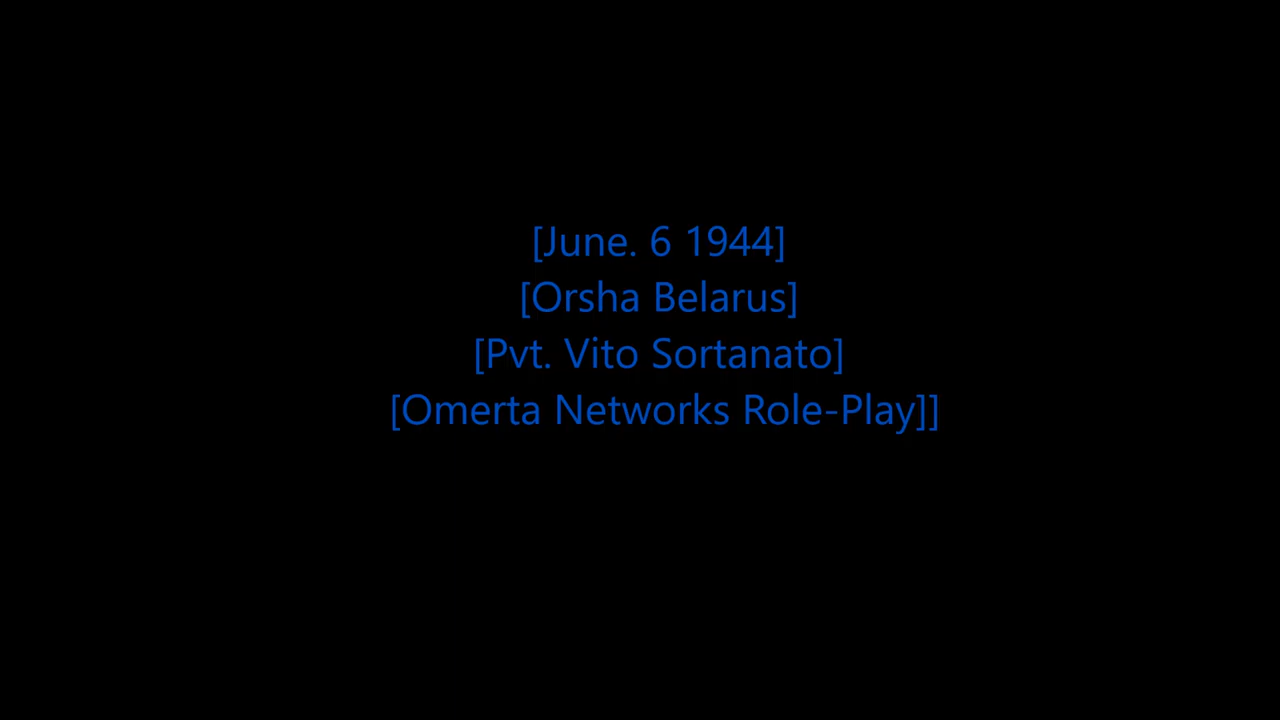 [June. 6 1944]
[Orsha Belarus]
[Pvt. Vito Sortanato]
[Omerta Networks Role-Play]]